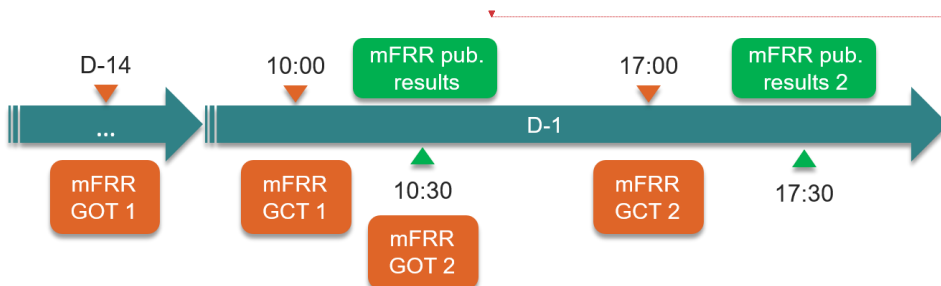 D-14
10:00
mFRR pub.
results
17:00
mFRR pub.
results 2
...
D-1
mFRR
GOT 1
mFRR
GCT 1
10:30
mFRR
GOT 2
mFRR
GCT 2
17:30